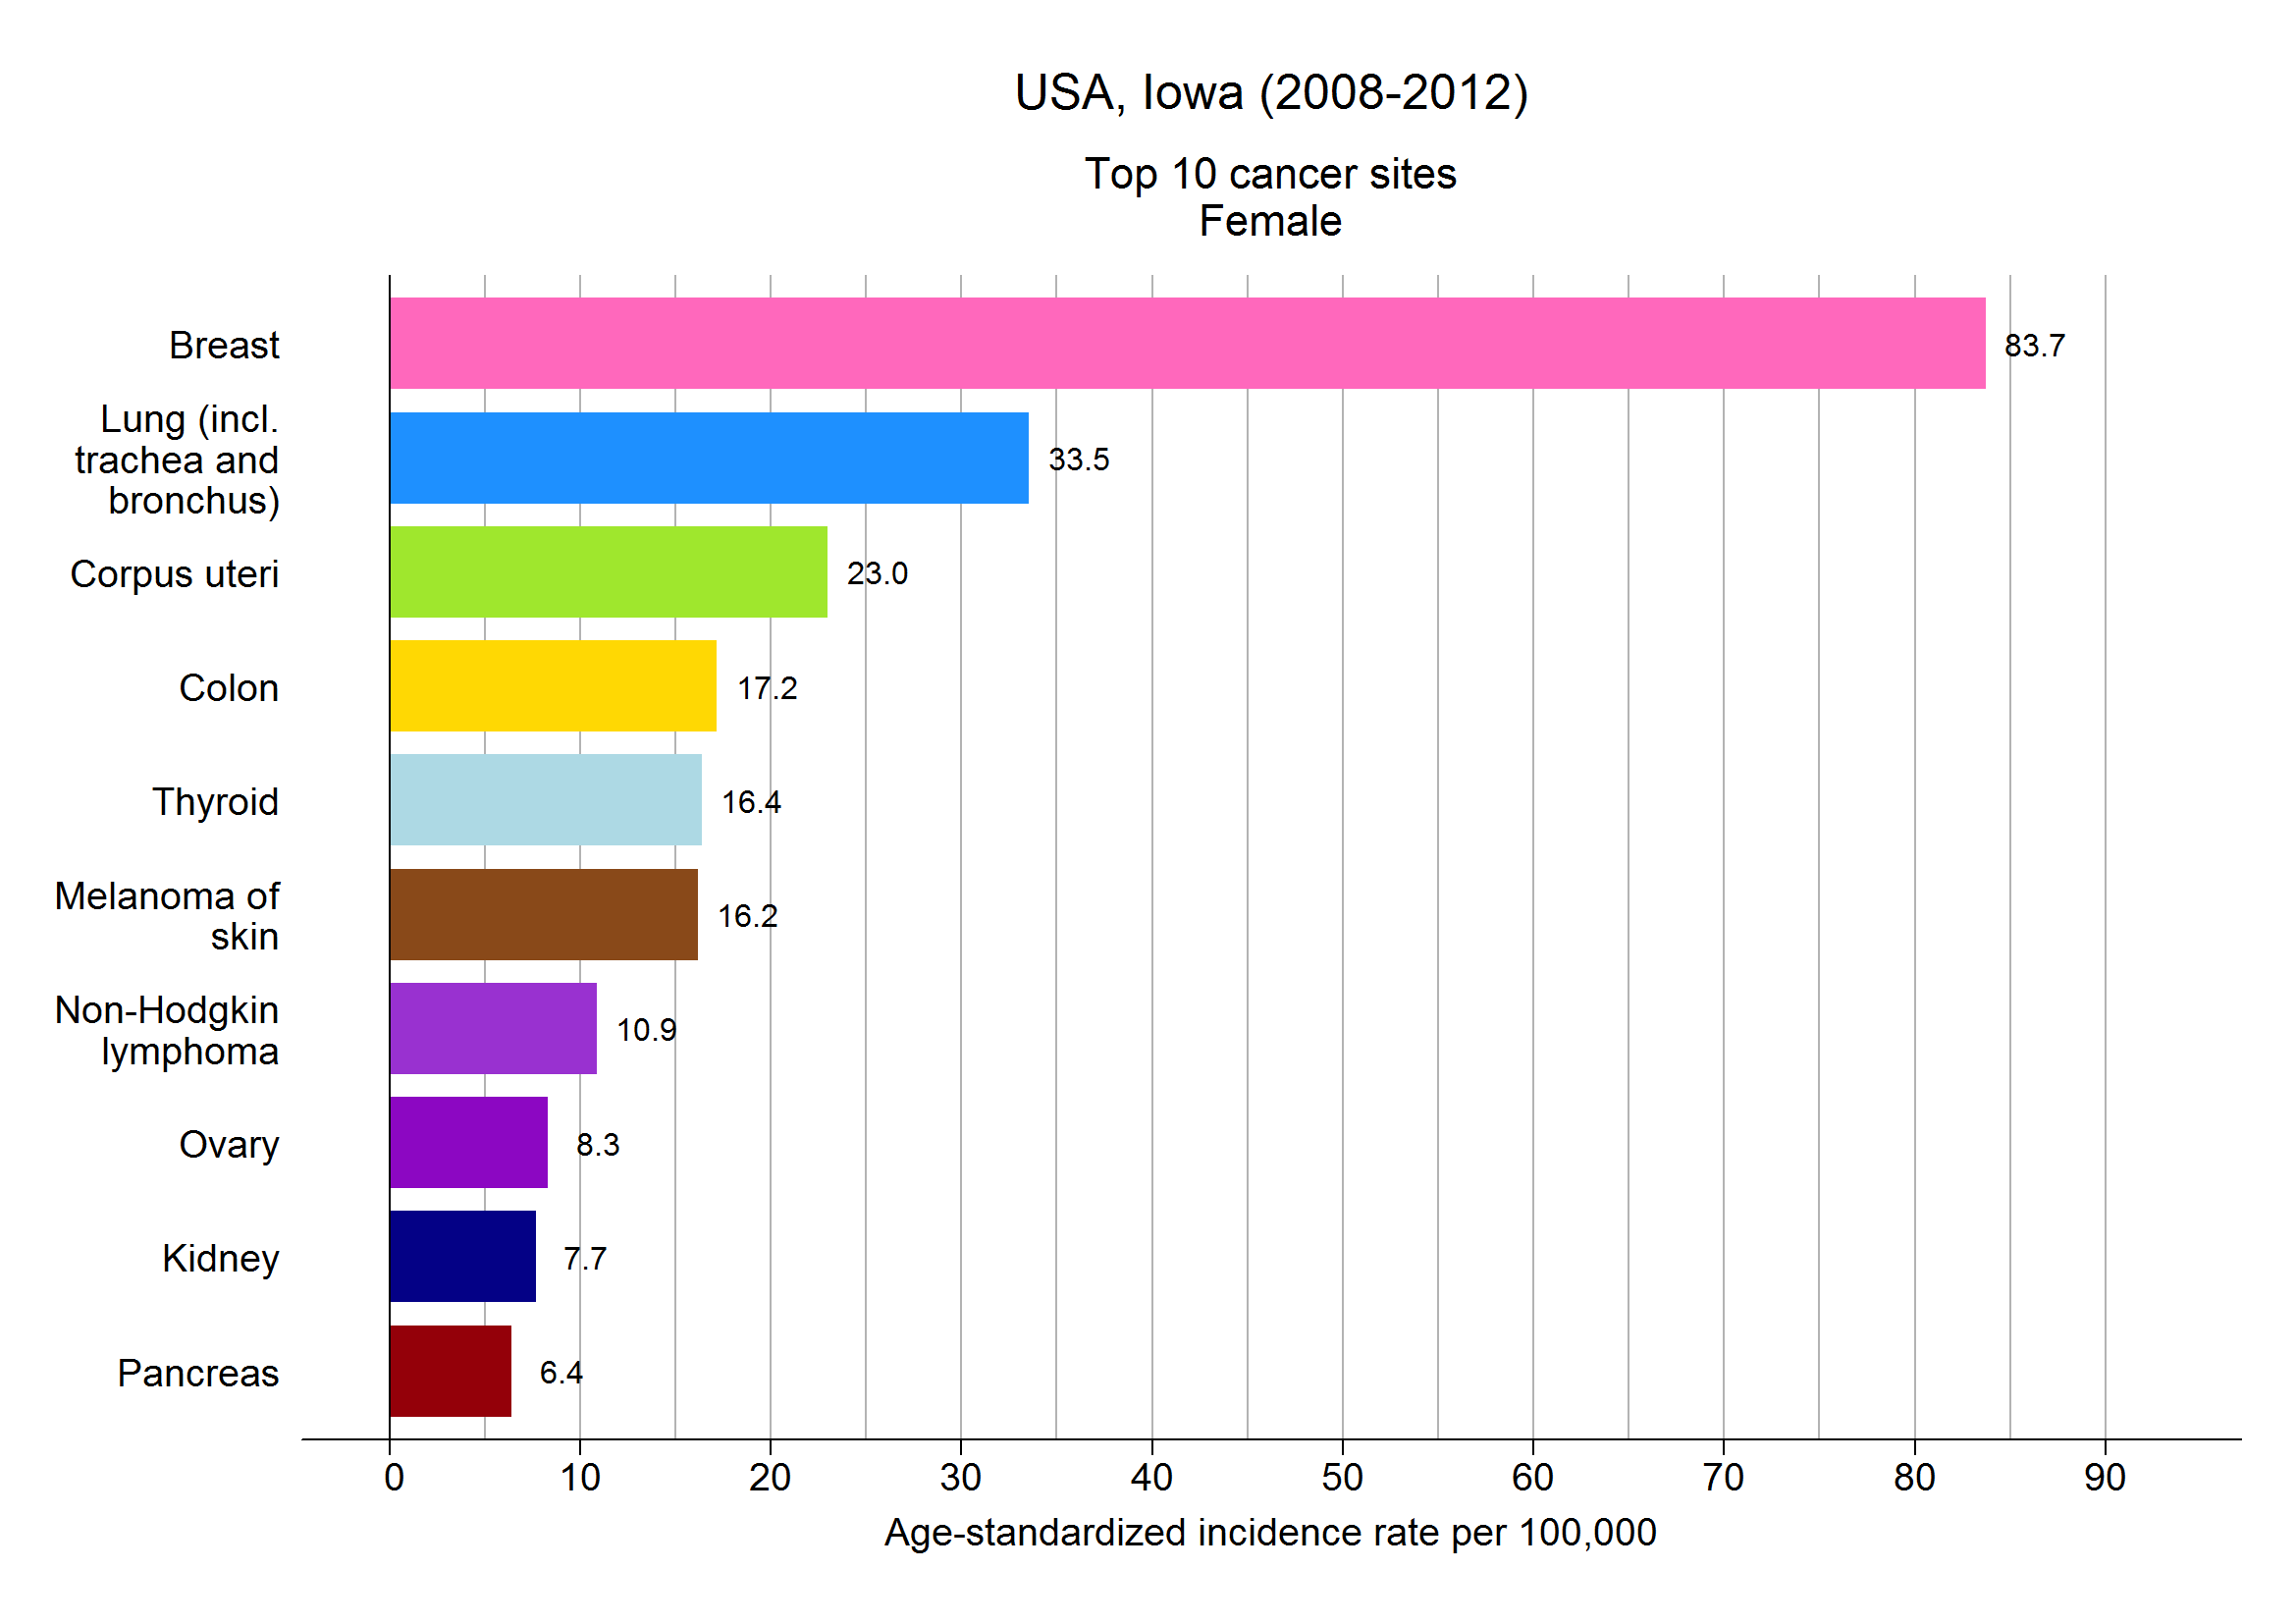 USA, Iowa (2008-2012)
Top 10 cancer sites
Female
Breast
83.7
Lung (incl.
trachea and
bronchus)
33.5
Corpus uteri
23.0
Colon
17.2
Thyroid
16.4
Melanoma of
skin
16.2
Non-Hodgkin
lymphoma
10.9
Ovary
8.3
Kidney
7.7
Pancreas
6.4
0 10 20 30 40 50 60 70 80 90
Age-standardized incidence rate per 100,000